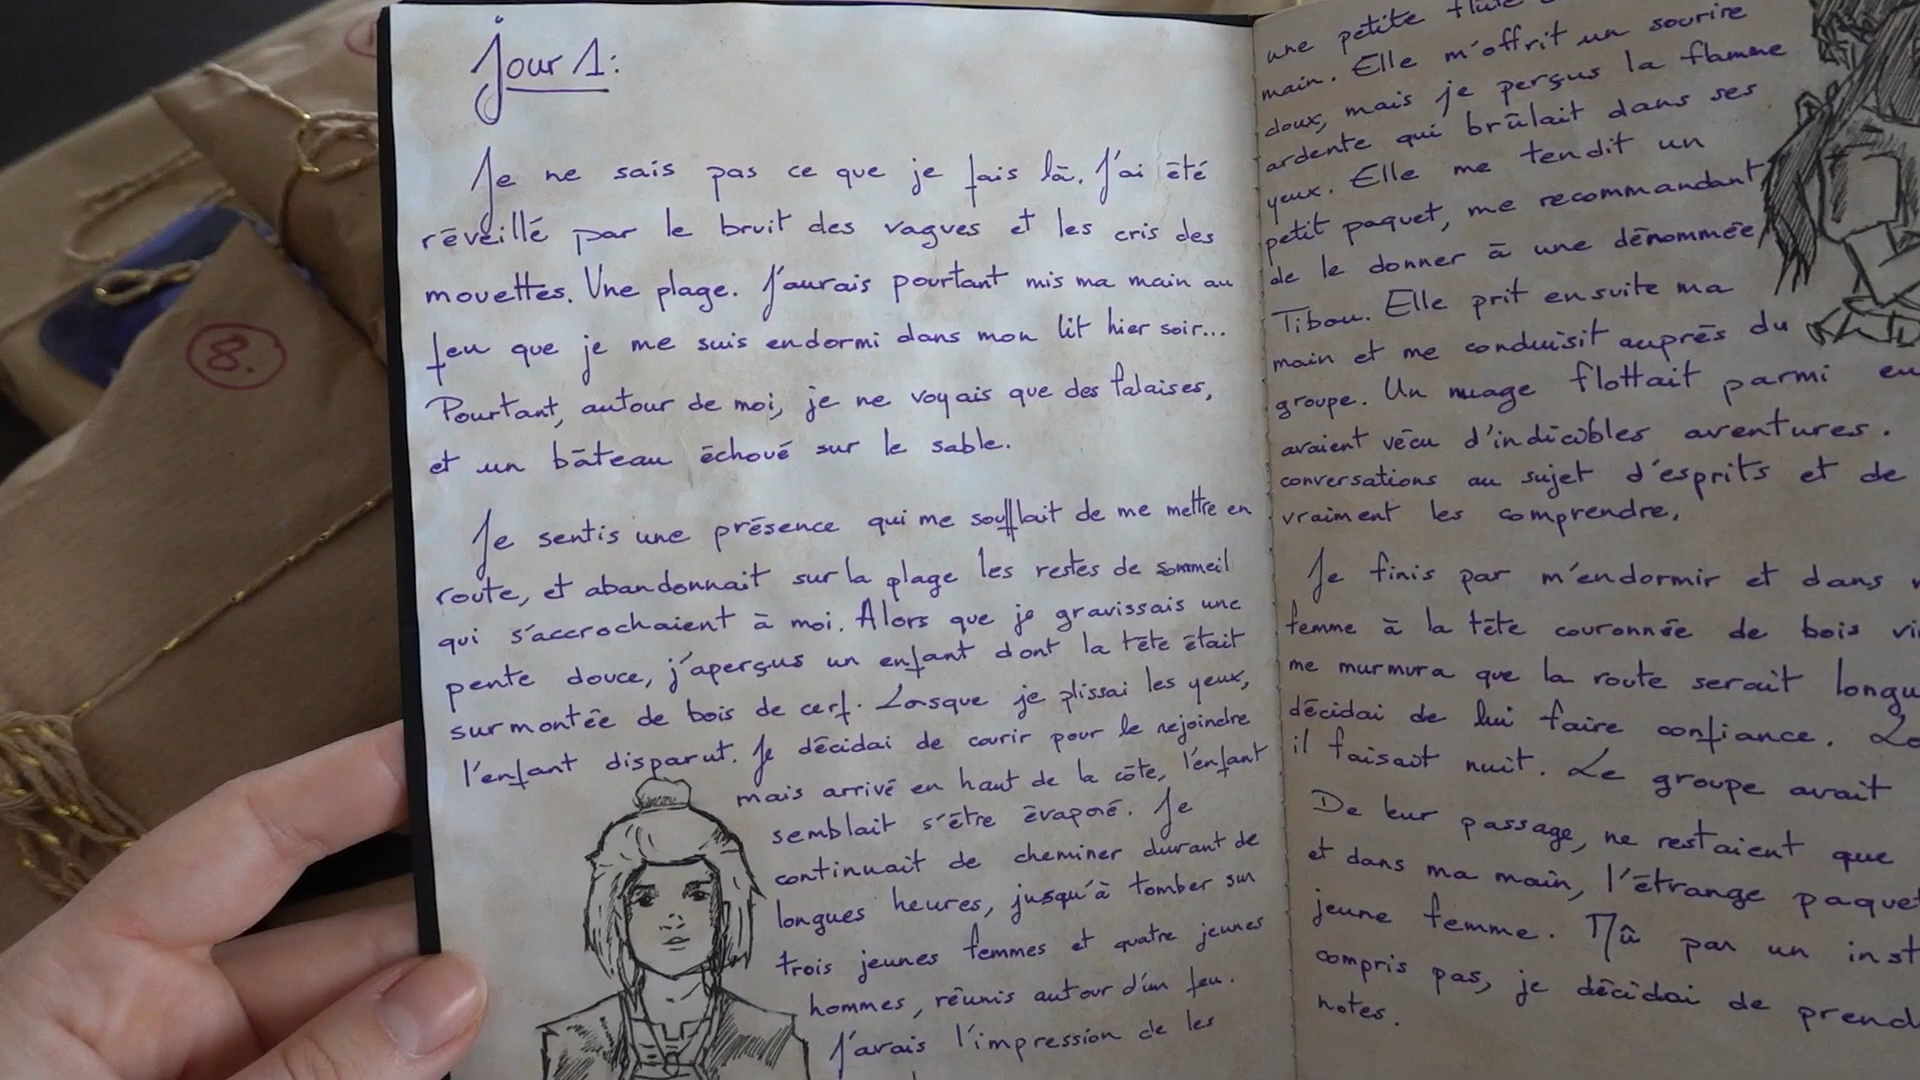 Jour 1:
Je ne sais pas ce que je fais là. J'ai été
réveillé par le bruit des vagues et les cris des
mouettes. Une plage. J'aurais pourtant mis ma main au
feu que je me suis endormi dans mon lit hier soir...
Pourtant, autour de moi, je ne voyais que des falaises,
et un bâteau échoué sur le sable.
Je sentis une présence qui me soufflait de me mettre en
route, et abandonnait sur la plage les restes de sommeil
qui s'accrochaient à moi. Alors que je gravissais une
pente douce, j'aperçus un enfant dont la tête était
surmontée de bois de cerf. Lorsque je plissai les yeux,
l'enfant disparut. Je décidai de courir pour le rejoindre
mais arrivé en haut de la côte, l'enfant
semblait s'être évaporé. Je
continuait de cheminer durant de
longues heures, jusqu'à tomber sur
trois jeunes femmes et quatre jeunes
hommes, réunis autour d'un feu.
J'avais l'impression de les
une petite flûte
main. Elle m'offrit un sourire
doux, mais je perçus la flamme
ardente qui brûlait dans ses
yeux. Elle me tendit un
petit paquet, me recommandant
de le donner à une dénommée
Tibou. Elle prit ensuite ma
main et me conduisit auprès du
groupe. Un nuage flottait parmi
avaient vécu d'indicibles aventures.
conversations au sujet d'esprits et de
vraiment les comprendre,
Je finis par m'endormir et dans
femme à la tête couronnée de bois
me murmura que la route serait
décidai de lui faire confiance.
il faisait nuit. Le groupe avait
De leur passage, ne restaient que
et dans ma main, l'étrange paquet
jeune femme. Mû par un
compris pas, je décidai de
notes.
8.